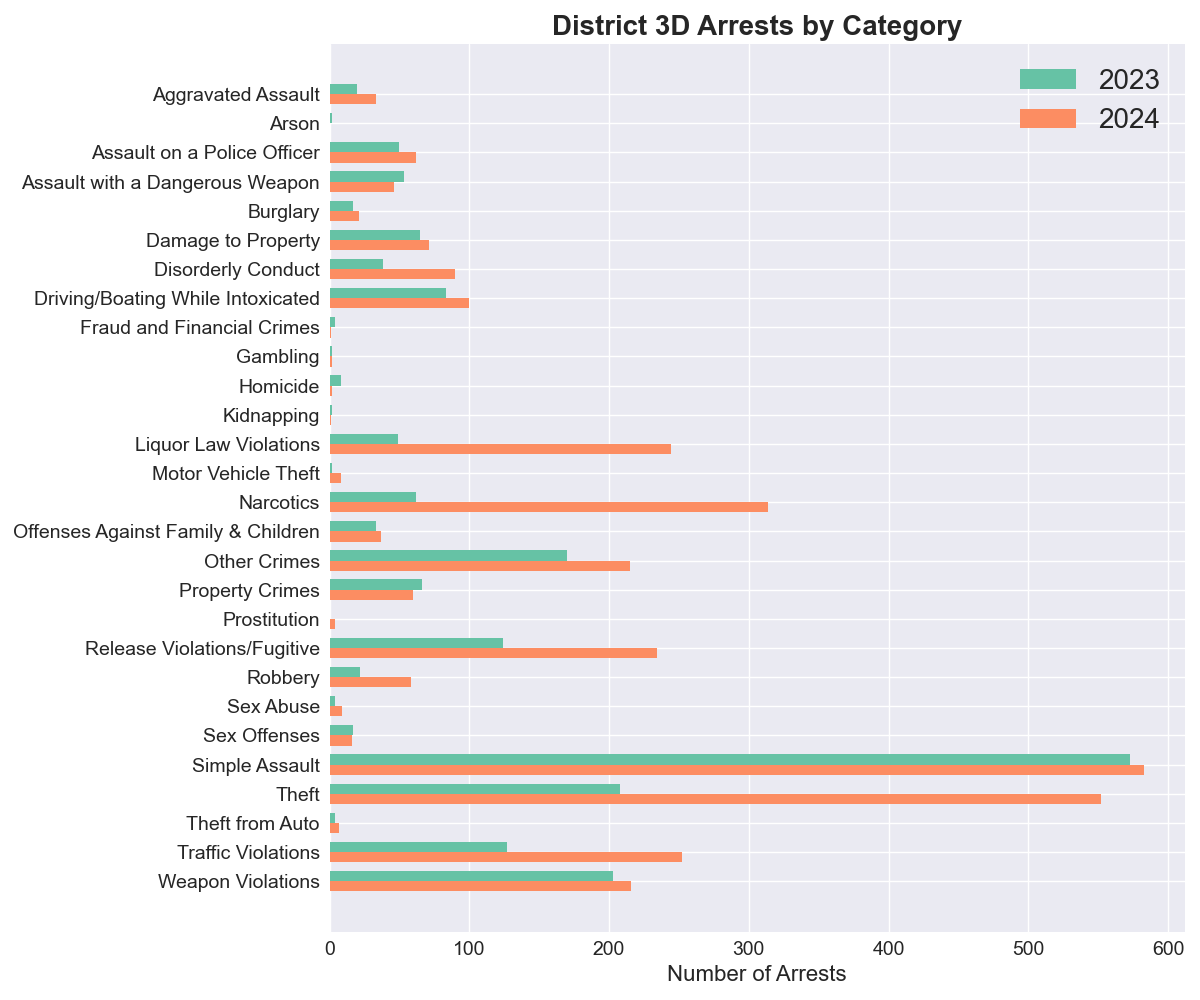 District 3D Arrests by Category
2023
2024
Aggravated Assault
Arson
Assault on a Police Officer
Assault with a Dangerous Weapon
Burglary
Damage to Property
Disorderly Conduct
Driving/Boating While Intoxicated
Fraud and Financial Crimes
Gambling
Homicide
Kidnapping
Liquor Law Violations
Motor Vehicle Theft
Narcotics
Offenses Against Family & Children
Other Crimes
Property Crimes
Prostitution
Release Violations/Fugitive
Robbery
Sex Abuse
Sex Offenses
Simple Assault
Theft
Theft from Auto
Traffic Violations
Weapon Violations
0 100 200 300 400 500 600
Number of Arrests